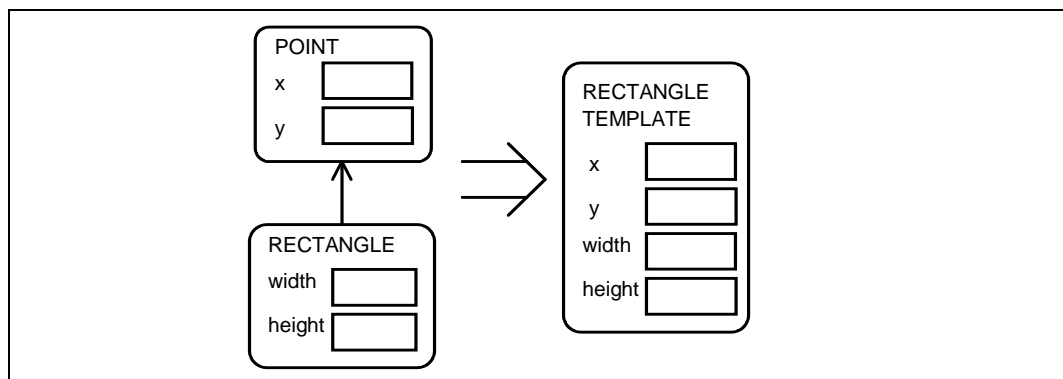 POINT
x
y
RECTANGLE
width
height
RECTANGLE
TEMPLATE
x
y
width
height